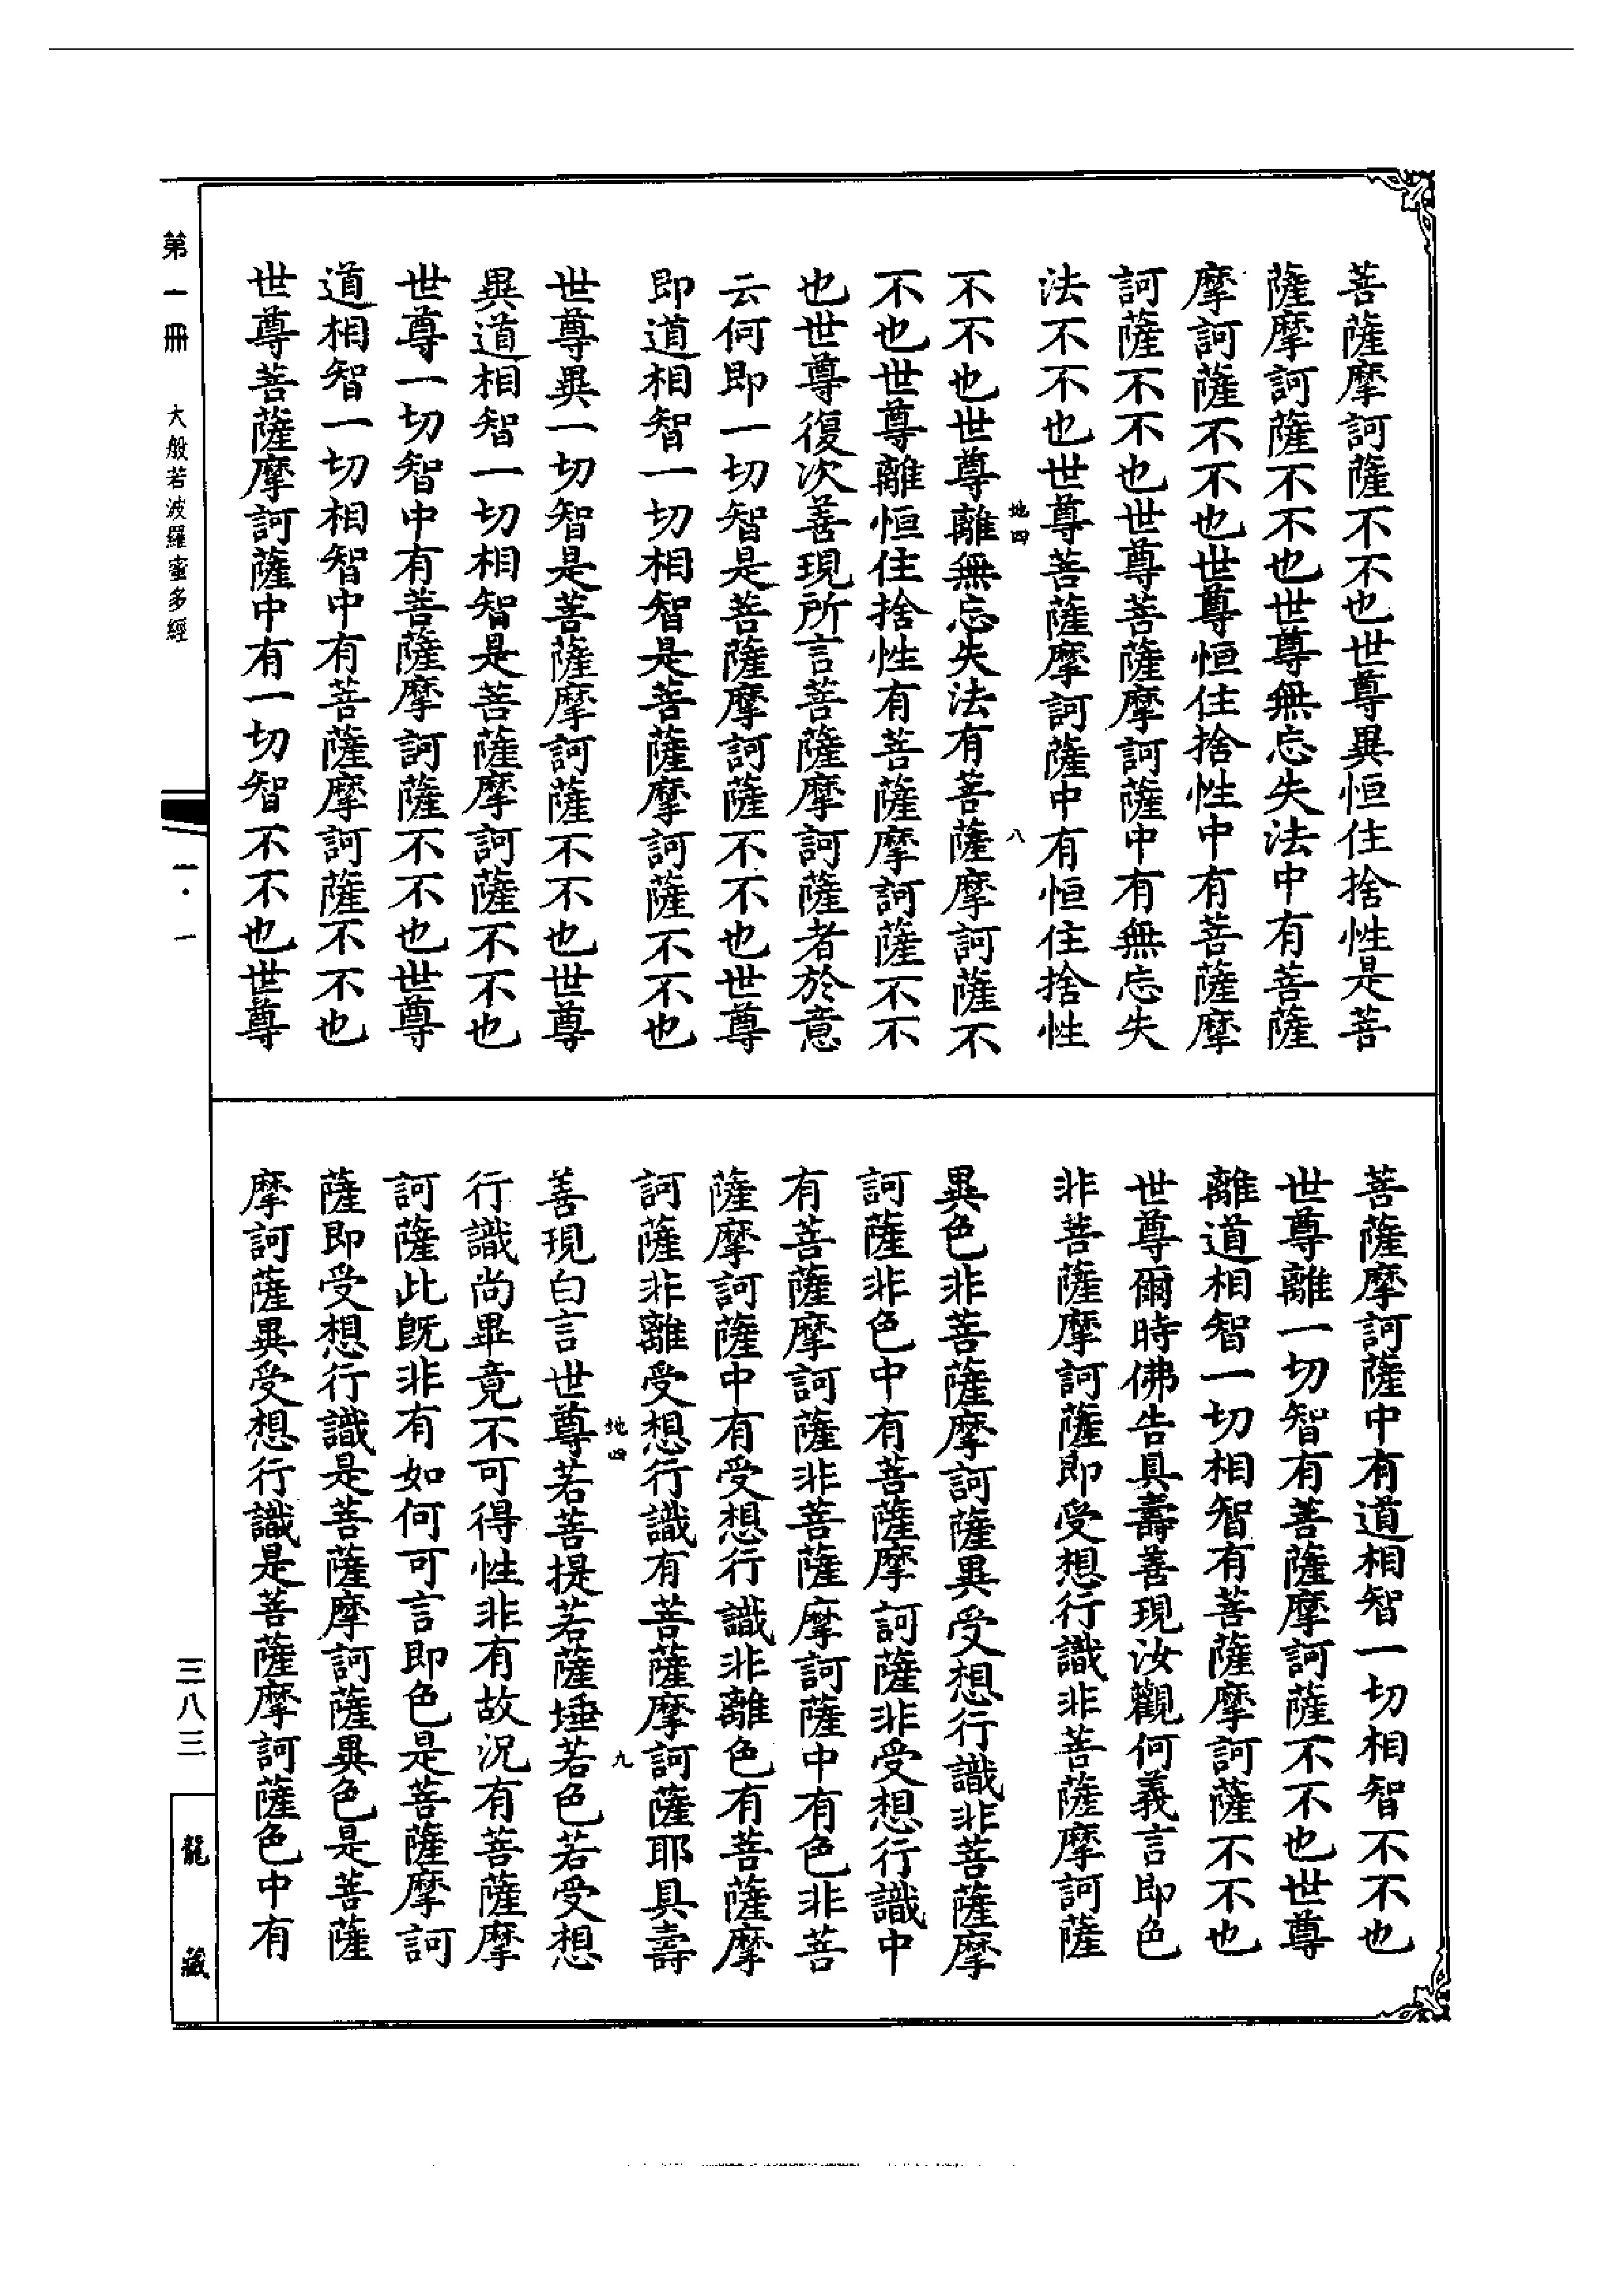 菩薩摩訶薩不不也世尊異恒住捨性是菩
薩摩訶薩不不也世尊無忘失法中有菩薩
摩訶薩不不也世尊恒住捨性中有菩薩摩
訶薩不不也世尊菩薩摩訶薩中有無忘失
法不不也世尊菩薩摩訶薩中有恒住捨性
地四 八
不不也世尊離無忘失法有菩薩摩訶薩不
不也世尊離恒住捨性有菩薩摩訶薩不不
也世尊復次善現所言菩薩摩訶薩者於意
云何即一切智是菩薩摩訶薩不不也世尊
即道相智一切相智是菩薩摩訶薩不不也
世尊異一切智是菩薩摩訶薩不不也世尊
異道相智一切相智是菩薩摩訶薩不不也
世尊一切智中有菩薩摩訶薩不不也世尊
道相智一切相智中有菩薩摩訶薩不不也
世尊菩薩摩訶薩中有一切智不不也世尊
菩薩摩訶薩中有道相智一切相智不不也
世尊離一切智有菩薩摩訶薩不不也世尊
離道相智一切相智有菩薩摩訶薩不不也
世尊爾時佛告具壽善現汝觀何義言即色
非菩薩摩訶薩即受想行識非菩薩摩訶薩
異色非菩薩摩訶薩異受想行識非菩薩摩
訶薩非色中有菩薩摩訶薩非受想行識中
有菩薩摩訶薩非菩薩摩訶薩中有色非菩
薩摩訶薩中有受想行識非離色有菩薩摩
訶薩非離受想行識有菩薩摩訶薩耶具壽
地四 九
善現白言世尊若菩提若薩埵若色若受想
行識尚畢竟不可得性非有故況有菩薩摩
訶薩此既非有如何可言即色是菩薩摩訶
薩即受想行識是菩薩摩訶薩異色是菩薩
摩訶薩異受想行識是菩薩摩訶薩色中有
第一冊 大般若波羅蜜多經
一·一
三八三
龍藏